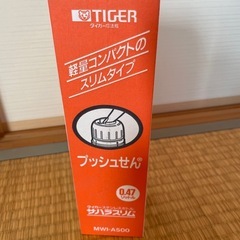 TIGER
タイガー魔法瓶
軽量コンパクトの
スリムタイプ
プッシュせん
0.47
サハラスリム
MWI-A500